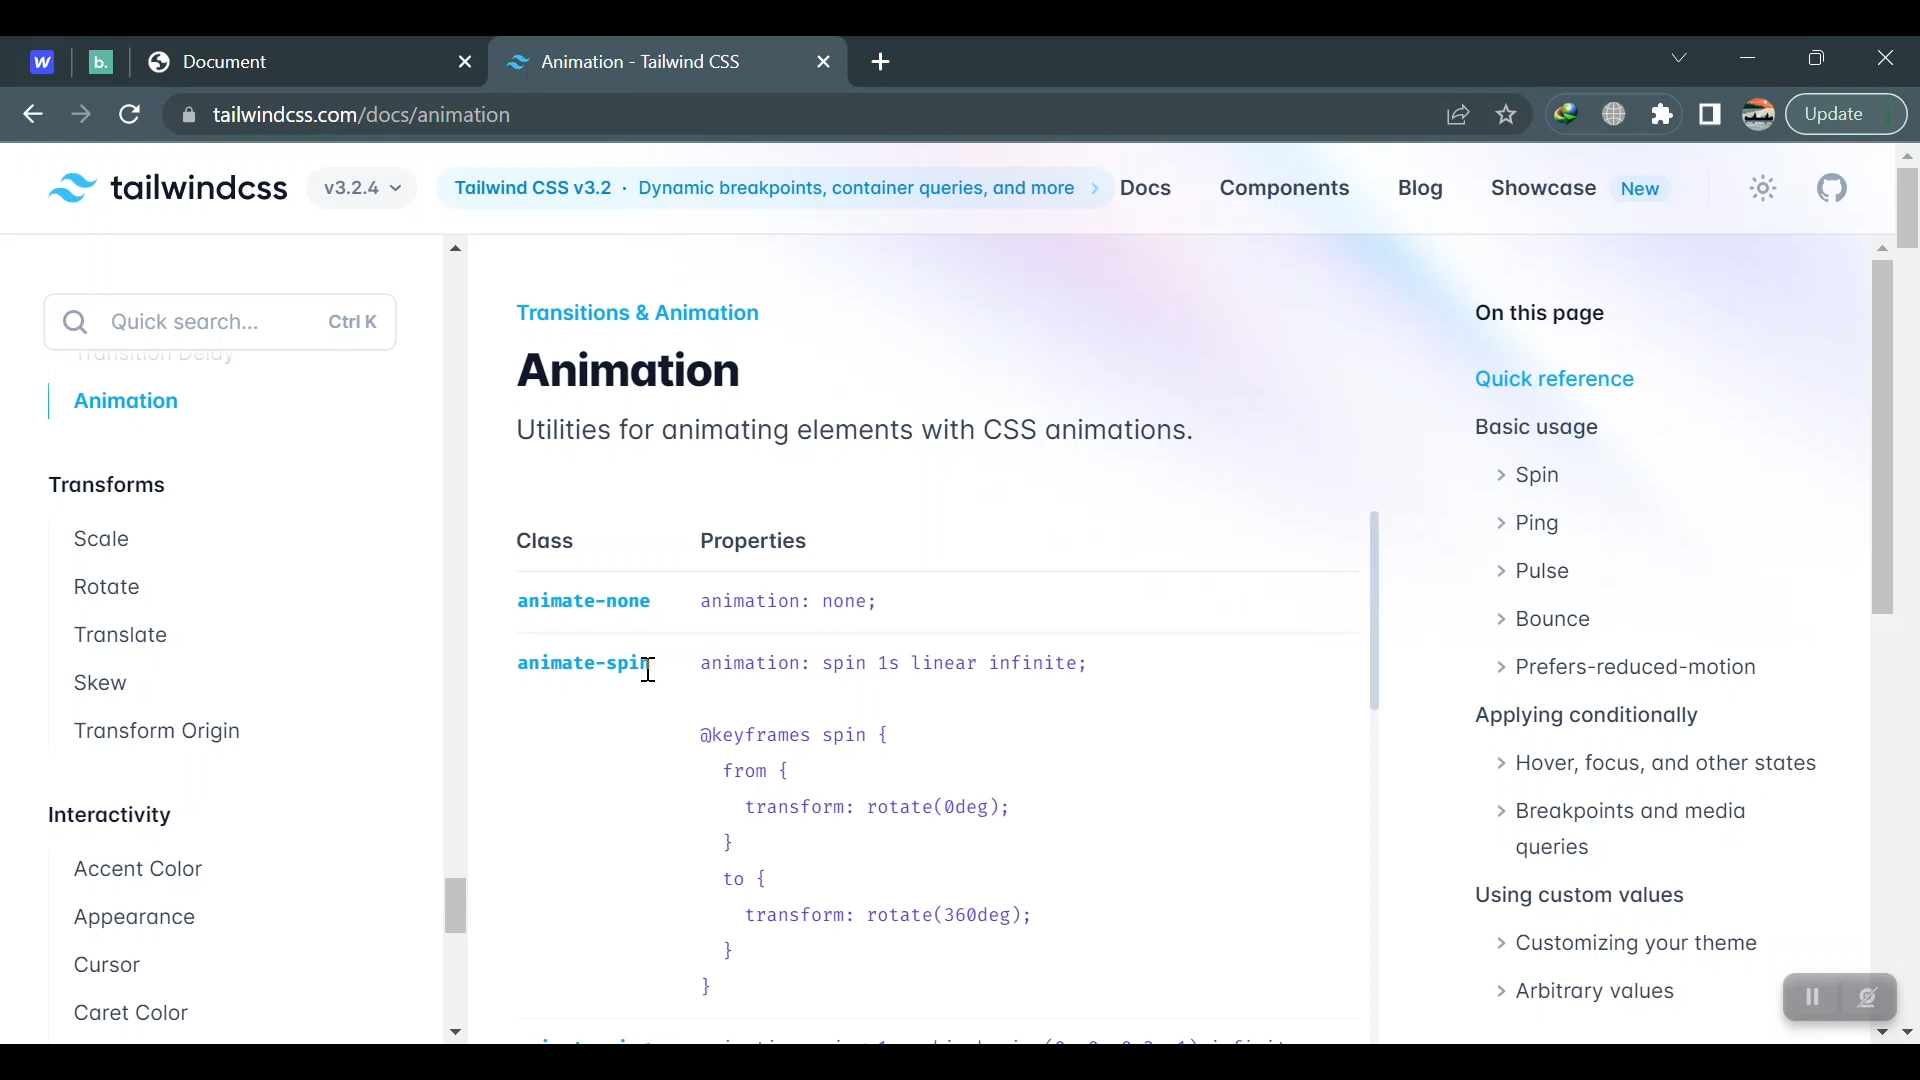 W
b.
Document
Animation - Tailwind CSS
tailwindcss.com/docs/animation
Update
tailwindcss
v3.2.4
Tailwind CSS v3.2 · Dynamic breakpoints, container queries, and more
Docs
Components
Blog
Showcase
New
Quick search...
Ctrl K
Transition Delay
Animation
Transforms
Scale
Rotate
Translate
Skew
Transform Origin
Interactivity
Accent Color
Appearance
Cursor
Caret Color
Transitions & Animation
Animation
Utilities for animating elements with CSS animations.
Class Properties
animate-none animation: none;
animate-spin animation: spin 1s linear infinite;
@keyframes spin {
from {
transform: rotate(0deg);
}
to {
transform: rotate(360deg);
}
}
On this page
Quick reference
Basic usage
Spin
Ping
Pulse
Bounce
Prefers-reduced-motion
Applying conditionally
Hover, focus, and other states
Breakpoints and media
queries
Using custom values
Customizing your theme
Arbitrary values